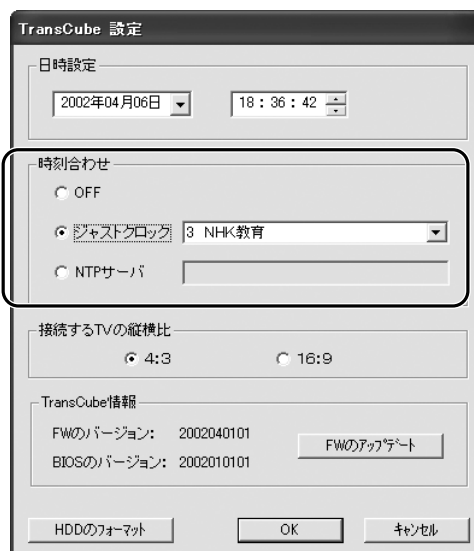 TransCube 設定
日時設定
2002年04月06日 18:36:42
時刻合わせ
OFF
ジャストクロック 3 NHK教育
NTPサーバ
接続するTVの縦横比
4:3 16:9
TransCube情報
FWのバージョン: 2002040101
BIOSのバージョン: 2002010101
FWのアップデート
HDDのフォーマット OK キャンセル